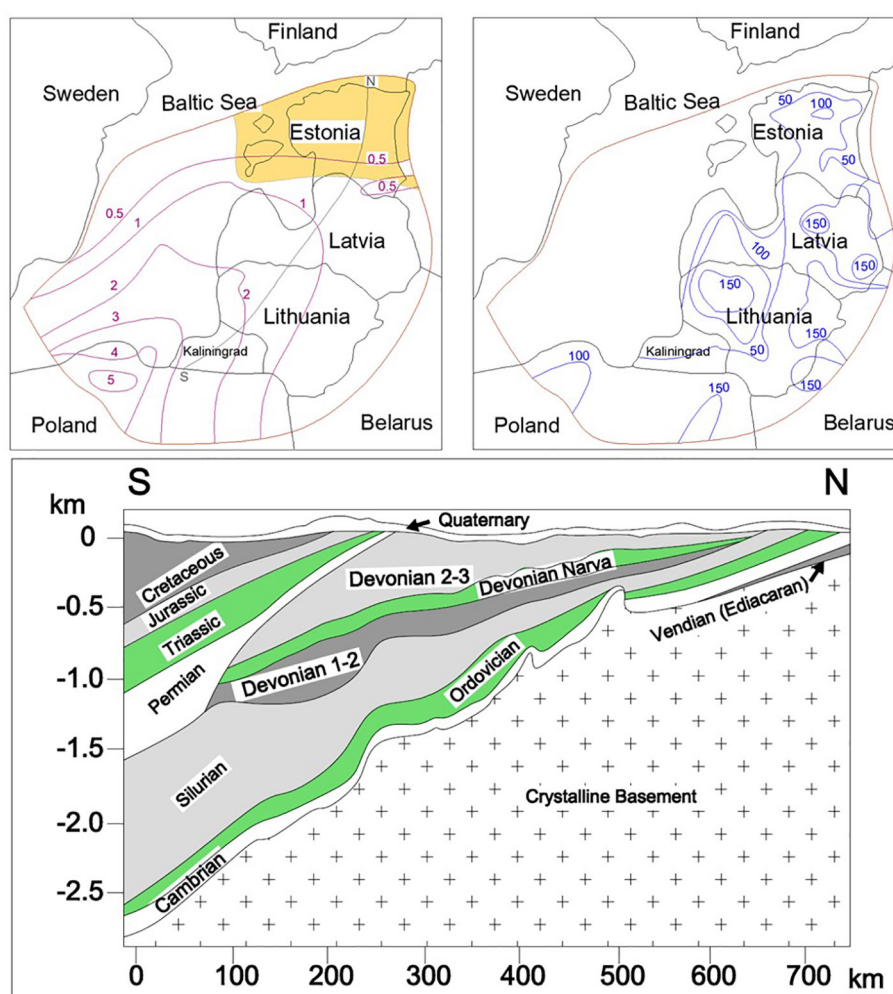 Finland
Sweden
N
Baltic Sea
Estonia
0.5
0.5
0.5
1
1
Latvia
2
2
Lithuania
3
Kaliningrad
4
5
S
Poland
Belarus
Finland
Sweden
Baltic Sea
50
100
Estonia
50
150
Latvia
100
150
150
Lithuania
150
Kaliningrad
50
100
150
150
Poland
Belarus
S
N
km
Quaternary
0
Cretaceous
Devonian 2-3
Devonian Narva
Jurassic
-0.5
Vendian (Ediacaran)
Triassic
-1.0
Permian
Devonian 1-2
Ordovician
-1.5
Silurian
Crystalline Basement
-2.0
Cambrian
-2.5
0 100 200 300 400 500 600 700 km